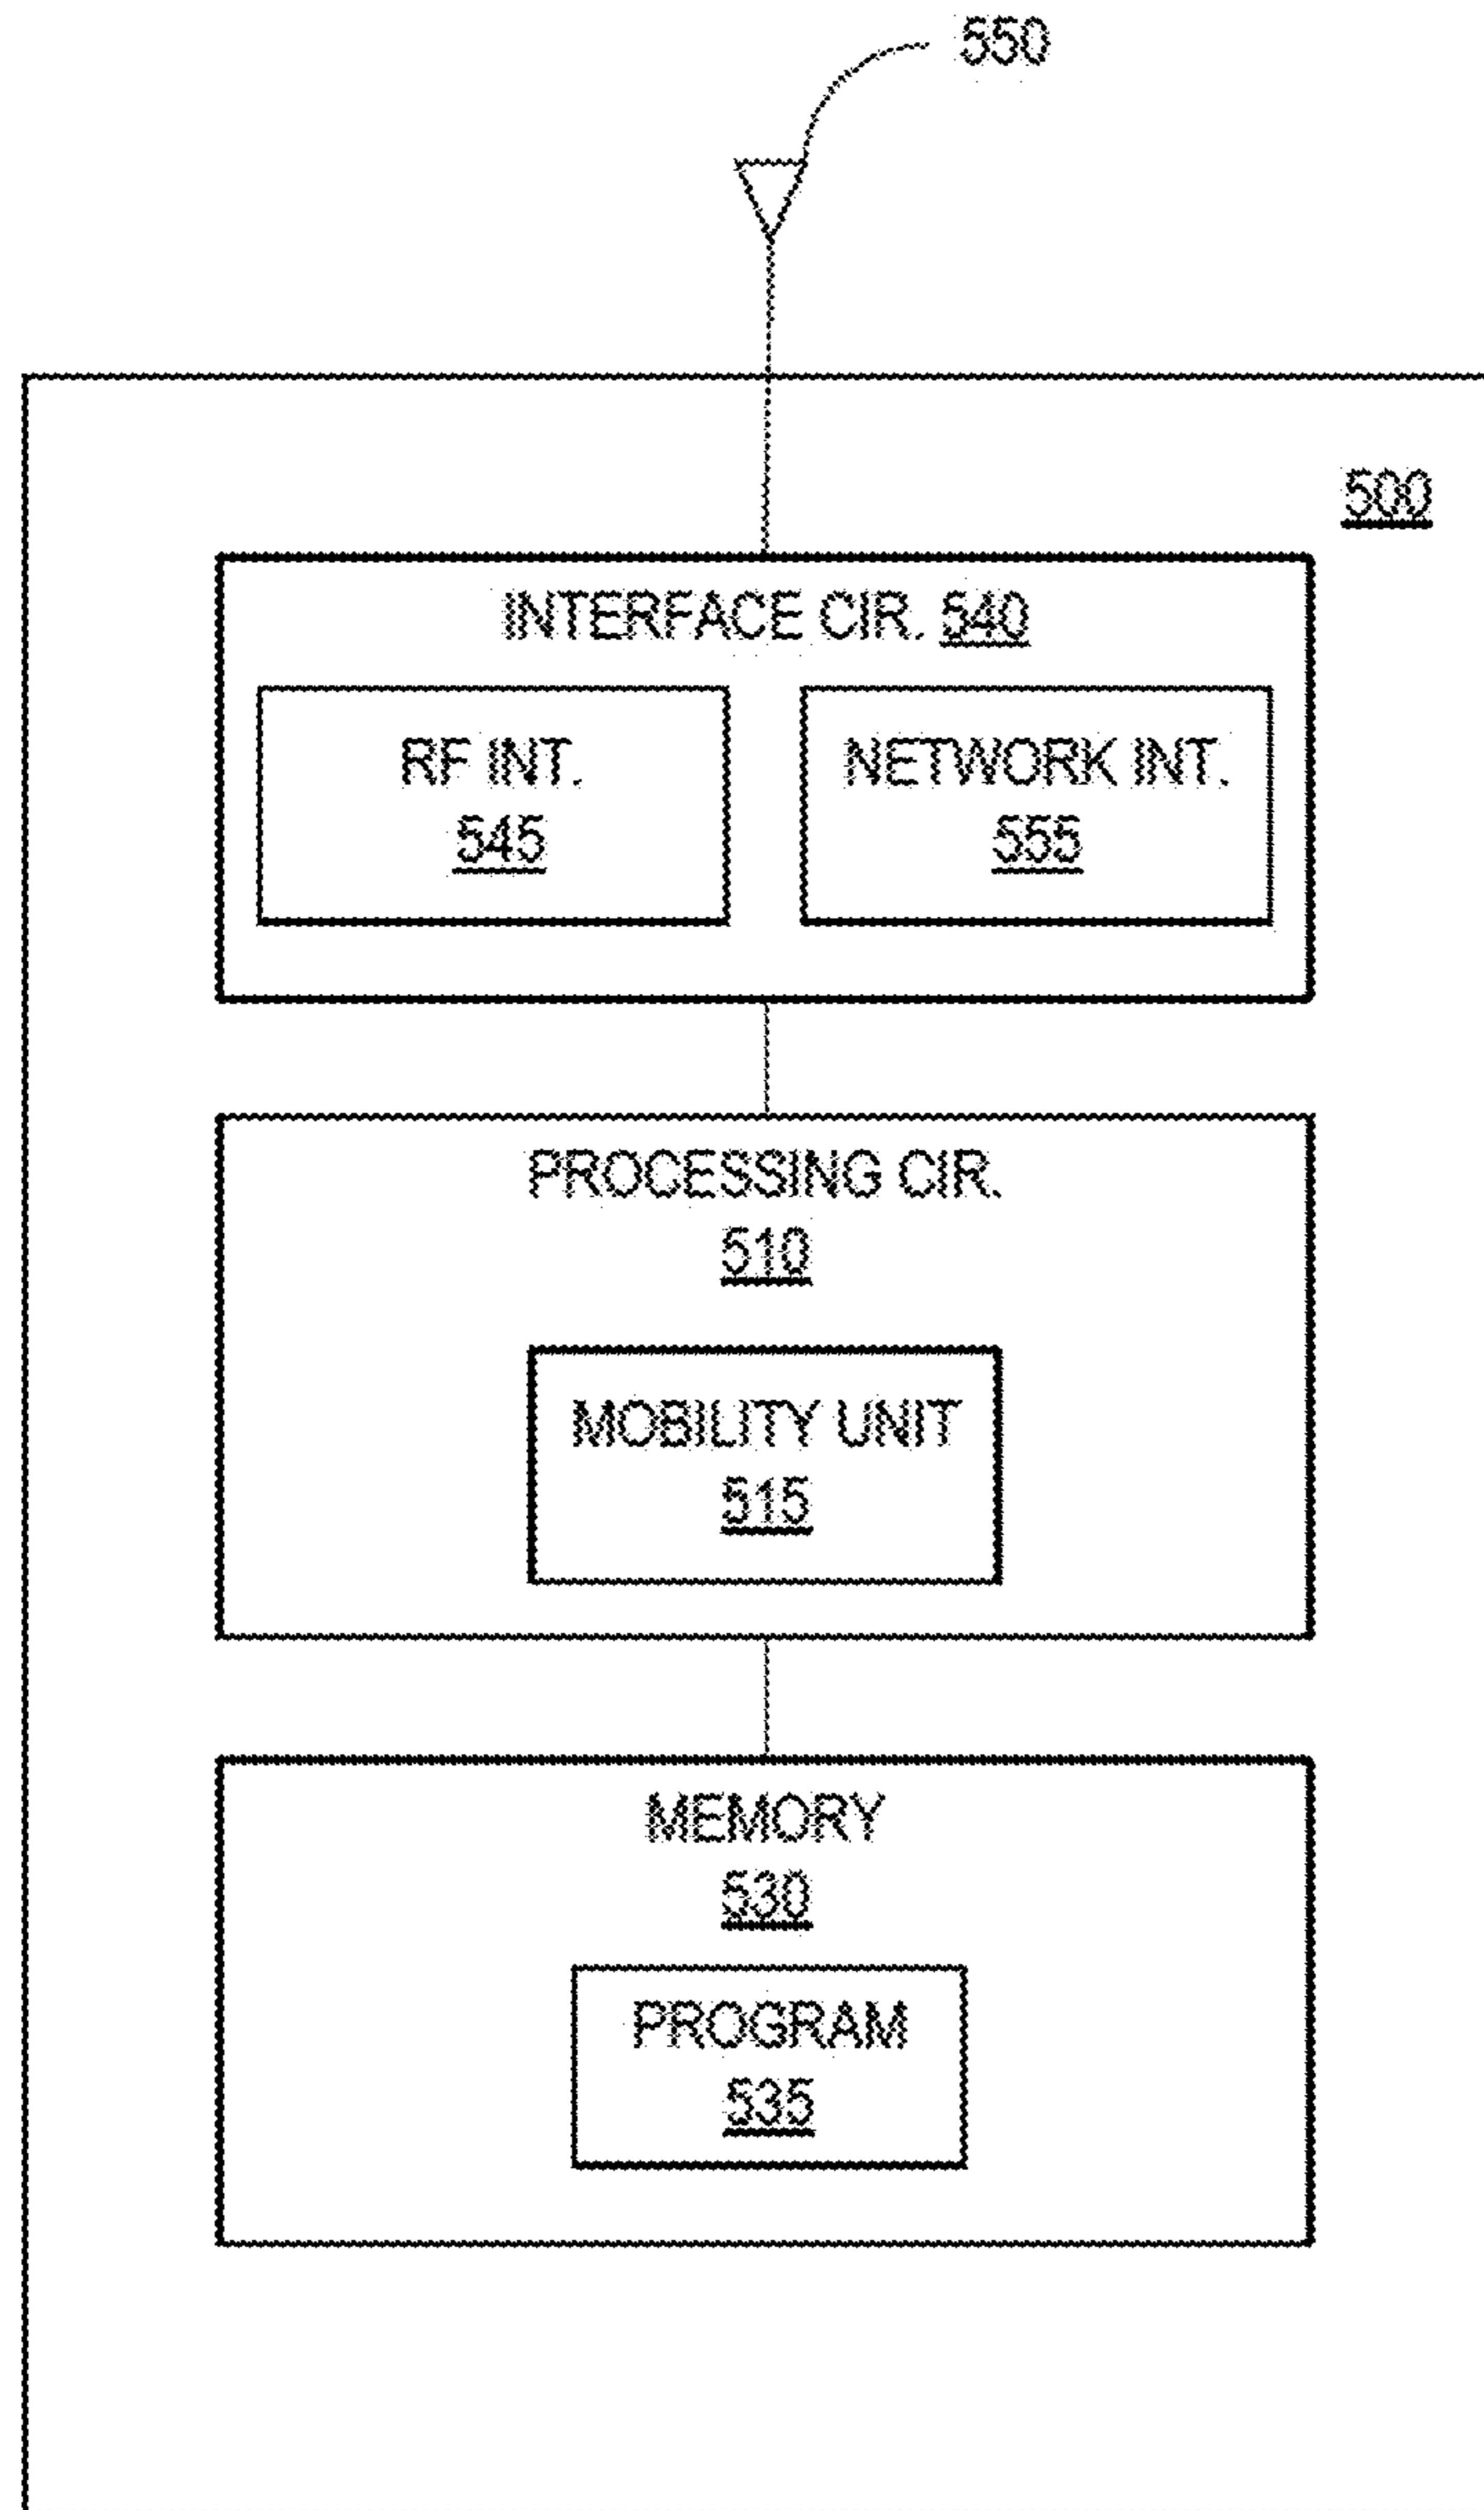 550
500
INTERFACE CIR. 540
RF INT.
545
NETWORK INT.
555
PROCESSING CIR.
510
MOBILITY UNIT
515
MEMORY
530
PROGRAM
535